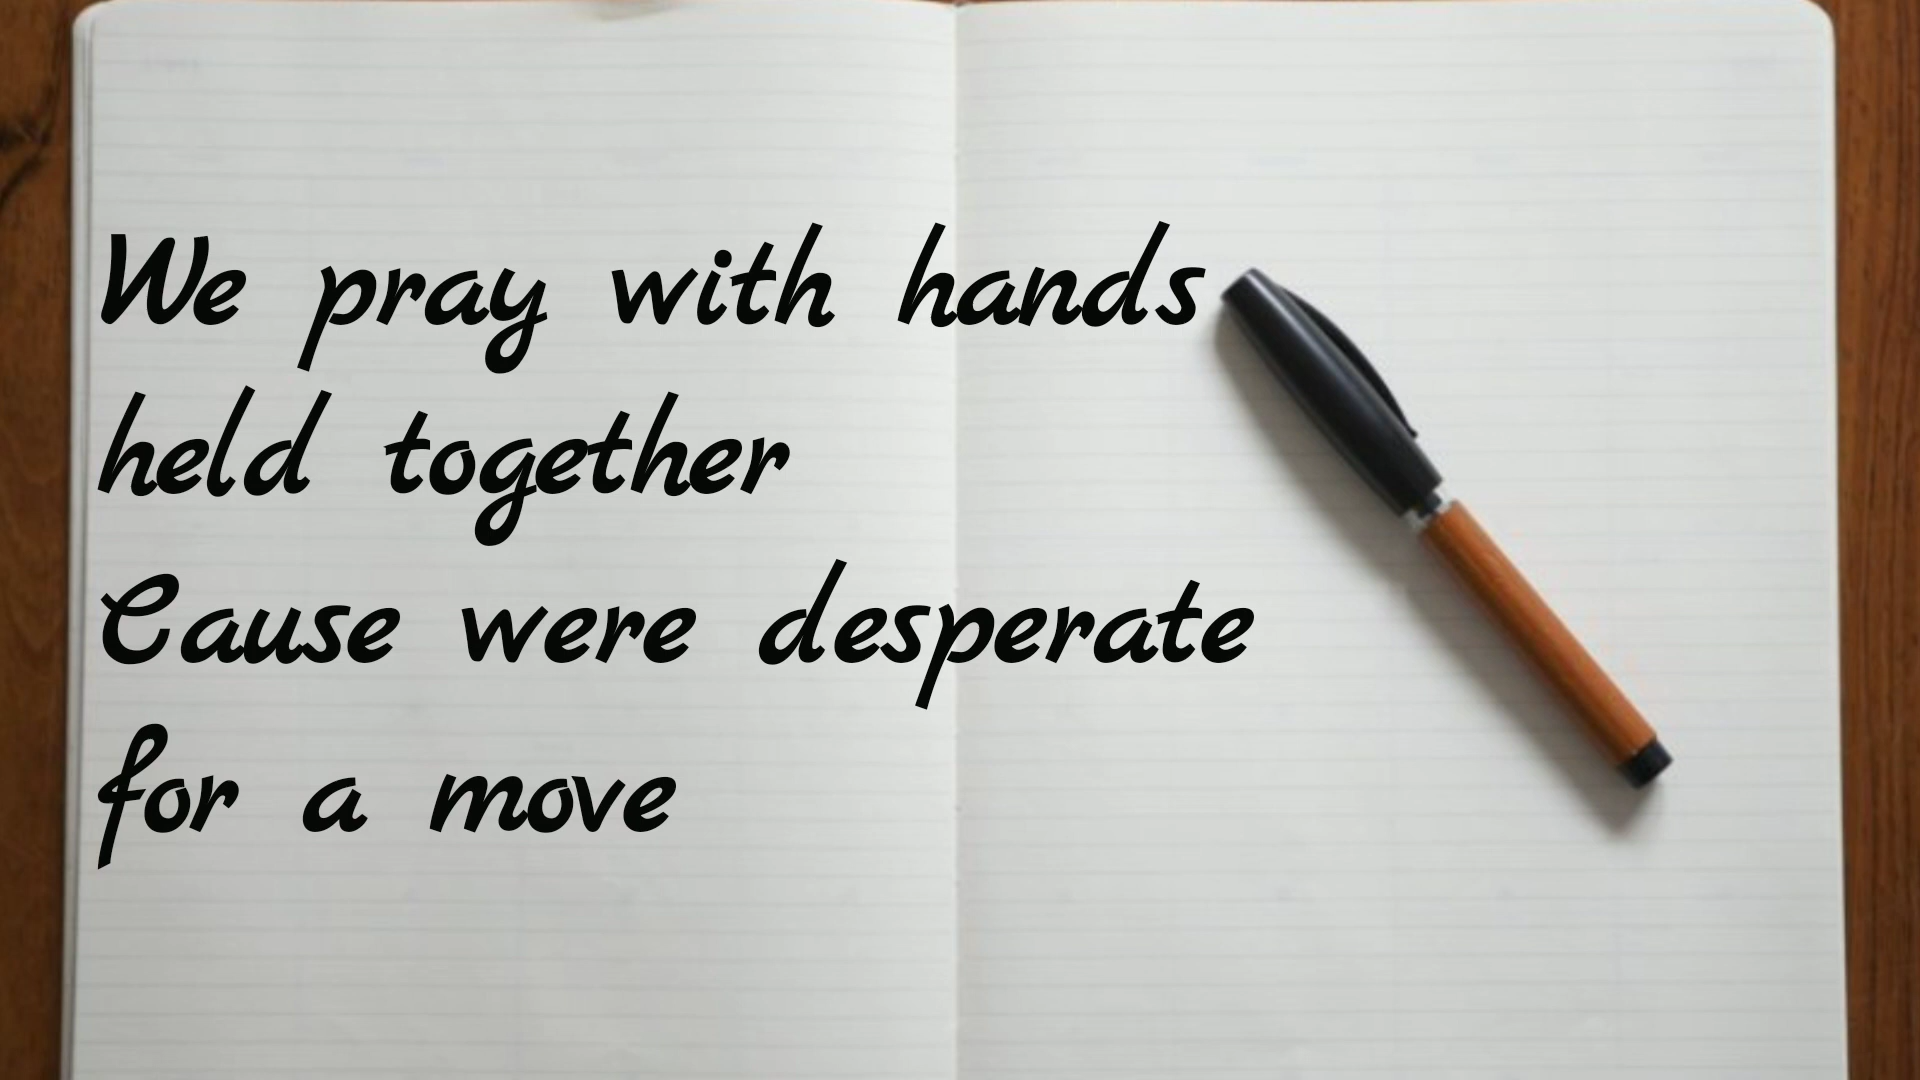 We pray with hands
held together
Cause were desperate
for a move